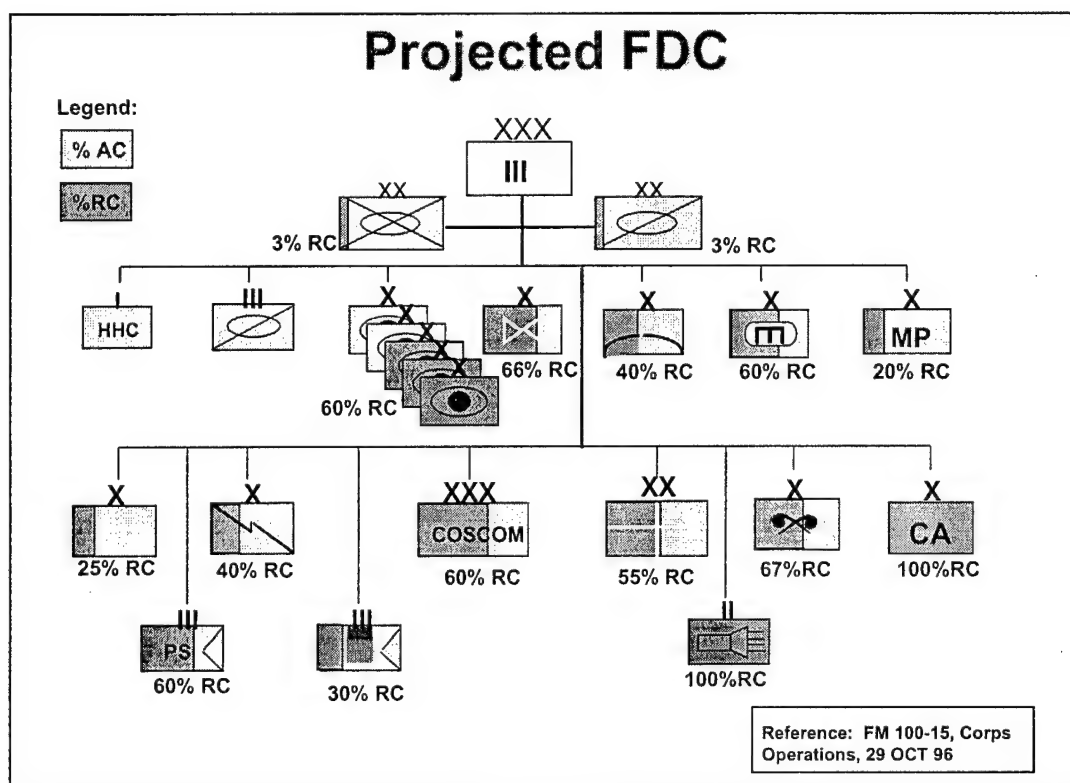 Projected FDC
Legend:
% AC
%RC
XXX
III
XX
XX
3% RC
3% RC
I
III
X
X
X
X
X
HHC
X
X
X
X
MP
60% RC
66% RC
40% RC
60% RC
20% RC
X
X
XXX
XX
X
X
COSCOM
CA
25% RC
40% RC
60% RC
55% RC
67%RC
100%RC
III
III
II
PS
60% RC
30% RC
100%RC
Reference: FM 100-15, Corps
Operations, 29 OCT 96